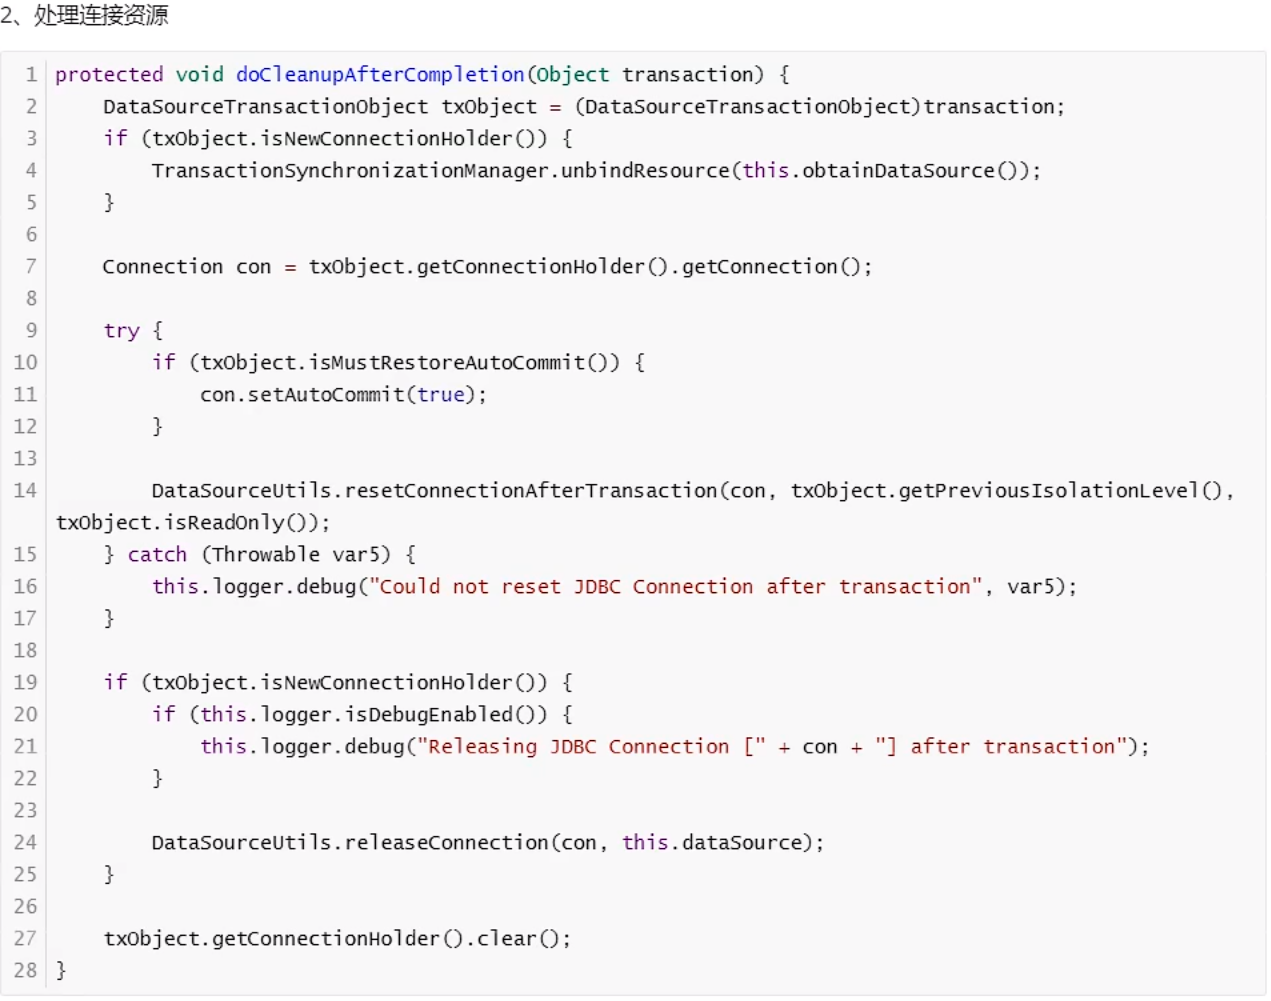 2、处理连接资源
1 protected void doCleanupAfterCompletion(Object transaction) {
2     DataSourceTransactionObject txObject = (DataSourceTransactionObject)transaction;
3     if (txObject.isNewConnectionHolder()) {
4         TransactionSynchronizationManager.unbindResource(this.obtainDataSource());
5     }
6
7     Connection con = txObject.getConnectionHolder().getConnection();
8
9     try {
10         if (txObject.isMustRestoreAutoCommit()) {
11             con.setAutoCommit(true);
12         }
13
14         DataSourceUtils.resetConnectionAfterTransaction(con, txObject.getPreviousIsolationLevel(),
txObject.isReadOnly());
15     } catch (Throwable var5) {
16         this.logger.debug("Could not reset JDBC Connection after transaction", var5);
17     }
18
19     if (txObject.isNewConnectionHolder()) {
20         if (this.logger.isDebugEnabled()) {
21             this.logger.debug("Releasing JDBC Connection [" + con + "] after transaction");
22         }
23
24         DataSourceUtils.releaseConnection(con, this.dataSource);
25     }
26
27     txObject.getConnectionHolder().clear();
28 }